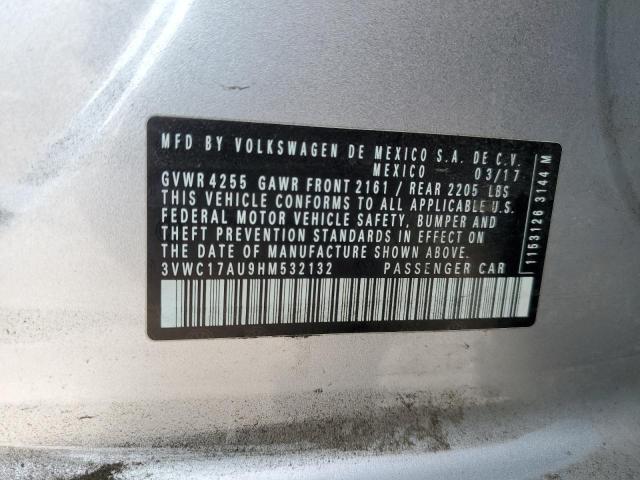 MFD BY VOLKSWAGEN DE MEXICO S.A. DE C.V.
MEXICO 03/17
GVWR 4255 GAWR FRONT 2161 / REAR 2205 LBS
THIS VEHICLE CONFORMS TO ALL APPLICABLE U.S.
FEDERAL MOTOR VEHICLE SAFETY, BUMPER AND
THEFT PREVENTION STANDARDS IN EFFECT ON
THE DATE OF MANUFACTURE SHOWN ABOVE.
3VWC17AU9HM532132 PASSENGER CAR
1153126 3144 M